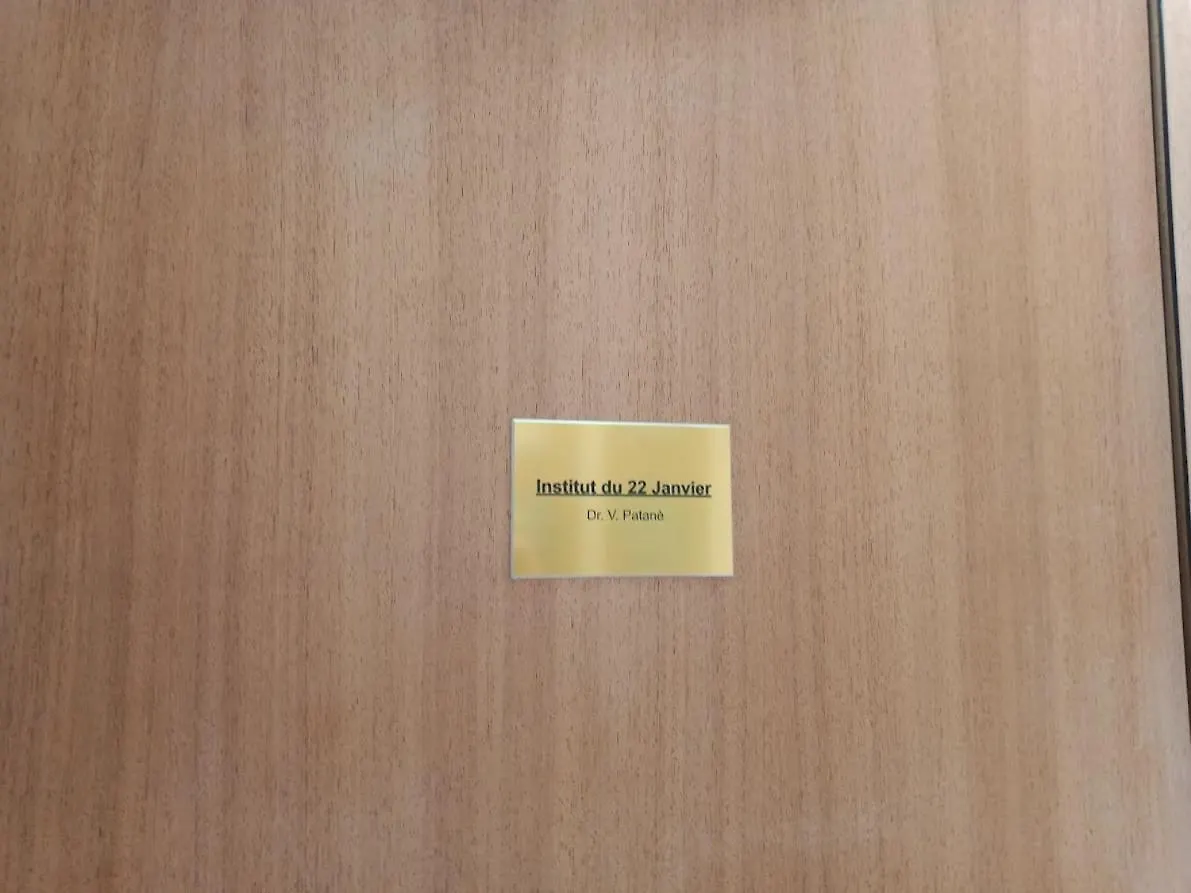 Institut du 22 Janvier
Dr. V. Patanè